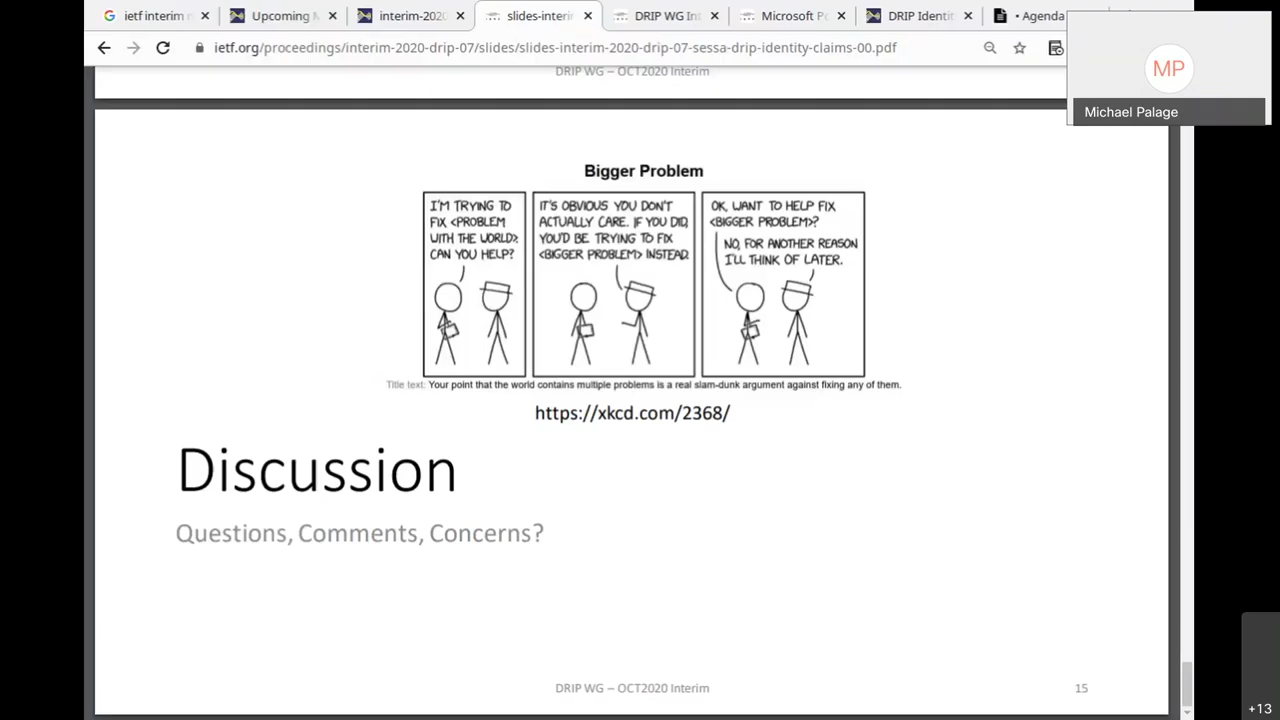 ietf interim
Upcoming
interim-202
slides-interi
DRIP WG Int
Microsoft P
DRIP Identit
• Agenda
ietf.org/proceedings/interim-2020-drip-07/slides/slides-interim-2020-drip-07-sessa-drip-identity-claims-00.pdf
MP
Michael Palage
DRIP WG – OCT2020 Interim
Bigger Problem
I'M TRYING TO
FIX <PROBLEM
WITH THE WORLD>.
CAN YOU HELP?
IT'S OBVIOUS YOU DON'T
ACTUALLY CARE. IF YOU DID,
YOU'D BE TRYING TO FIX
<BIGGER PROBLEM> INSTEAD.
OK, WANT TO HELP FIX
<BIGGER PROBLEM>?
NO, FOR ANOTHER REASON
I'LL THINK OF LATER.
Title text: Your point that the world contains multiple problems is a real slam-dunk argument against fixing any of them.
https://xkcd.com/2368/
Discussion
Questions, Comments, Concerns?
DRIP WG – OCT2020 Interim
15
+13